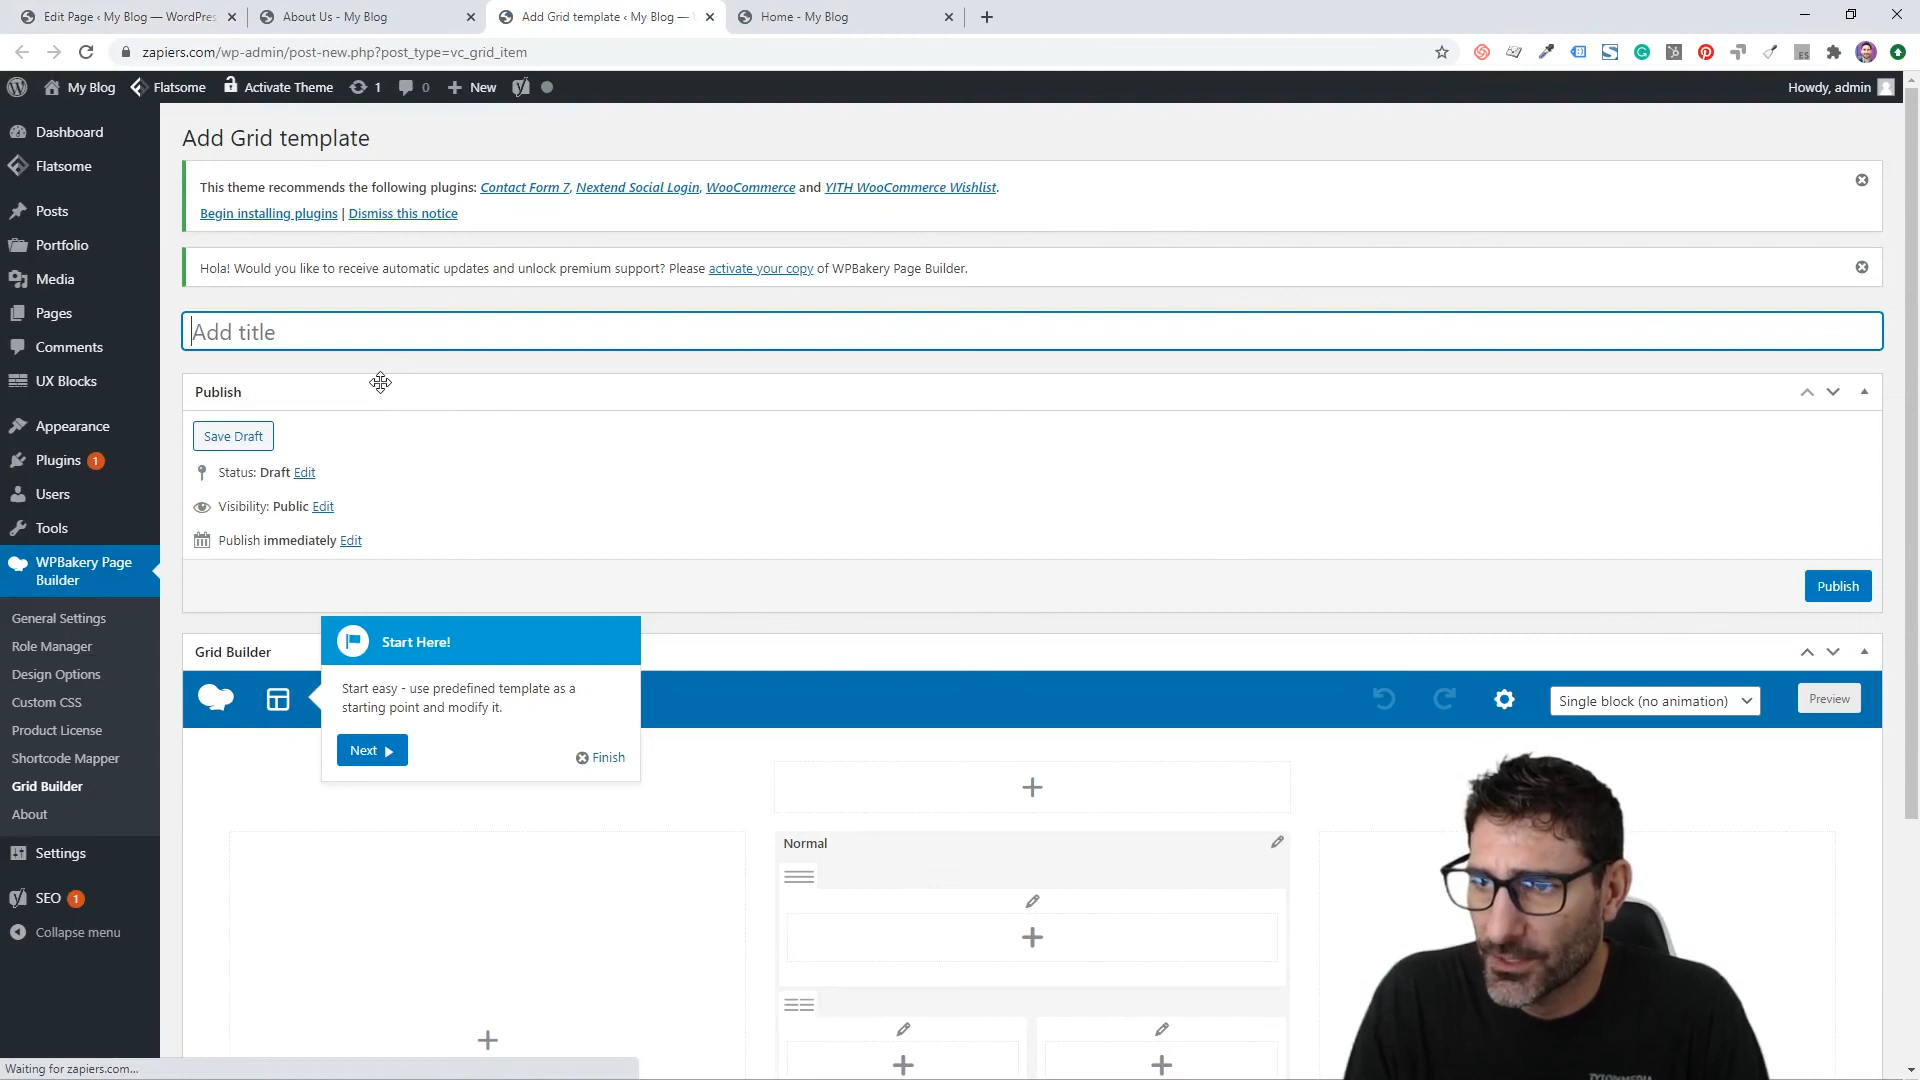 Edit Page ‹ My Blog — WordPres
About Us - My Blog
Add Grid template ‹ My Blog —
Home - My Blog
zapiers.com/wp-admin/post-new.php?post_type=vc_grid_item
My Blog
Flatsome
Activate Theme
1
0
New
Howdy, admin
Dashboard
Flatsome
Posts
Portfolio
Media
Pages
Comments
UX Blocks
Appearance
Plugins 1
Users
Tools
WPBakery Page
Builder
General Settings
Role Manager
Design Options
Custom CSS
Product License
Shortcode Mapper
Grid Builder
About
Settings
SEO 1
Collapse menu
Add Grid template
This theme recommends the following plugins: Contact Form 7, Nextend Social Login, WooCommerce and YITH WooCommerce Wishlist.
Begin installing plugins | Dismiss this notice
Hola! Would you like to receive automatic updates and unlock premium support? Please activate your copy of WPBakery Page Builder.
Add title
Publish
Save Draft
Status: Draft Edit
Visibility: Public Edit
Publish immediately Edit
Publish
Grid Builder
Start Here!
Start easy - use predefined template as a
starting point and modify it.
Next
Finish
Single block (no animation)
Preview
Normal
Waiting for zapiers.com...